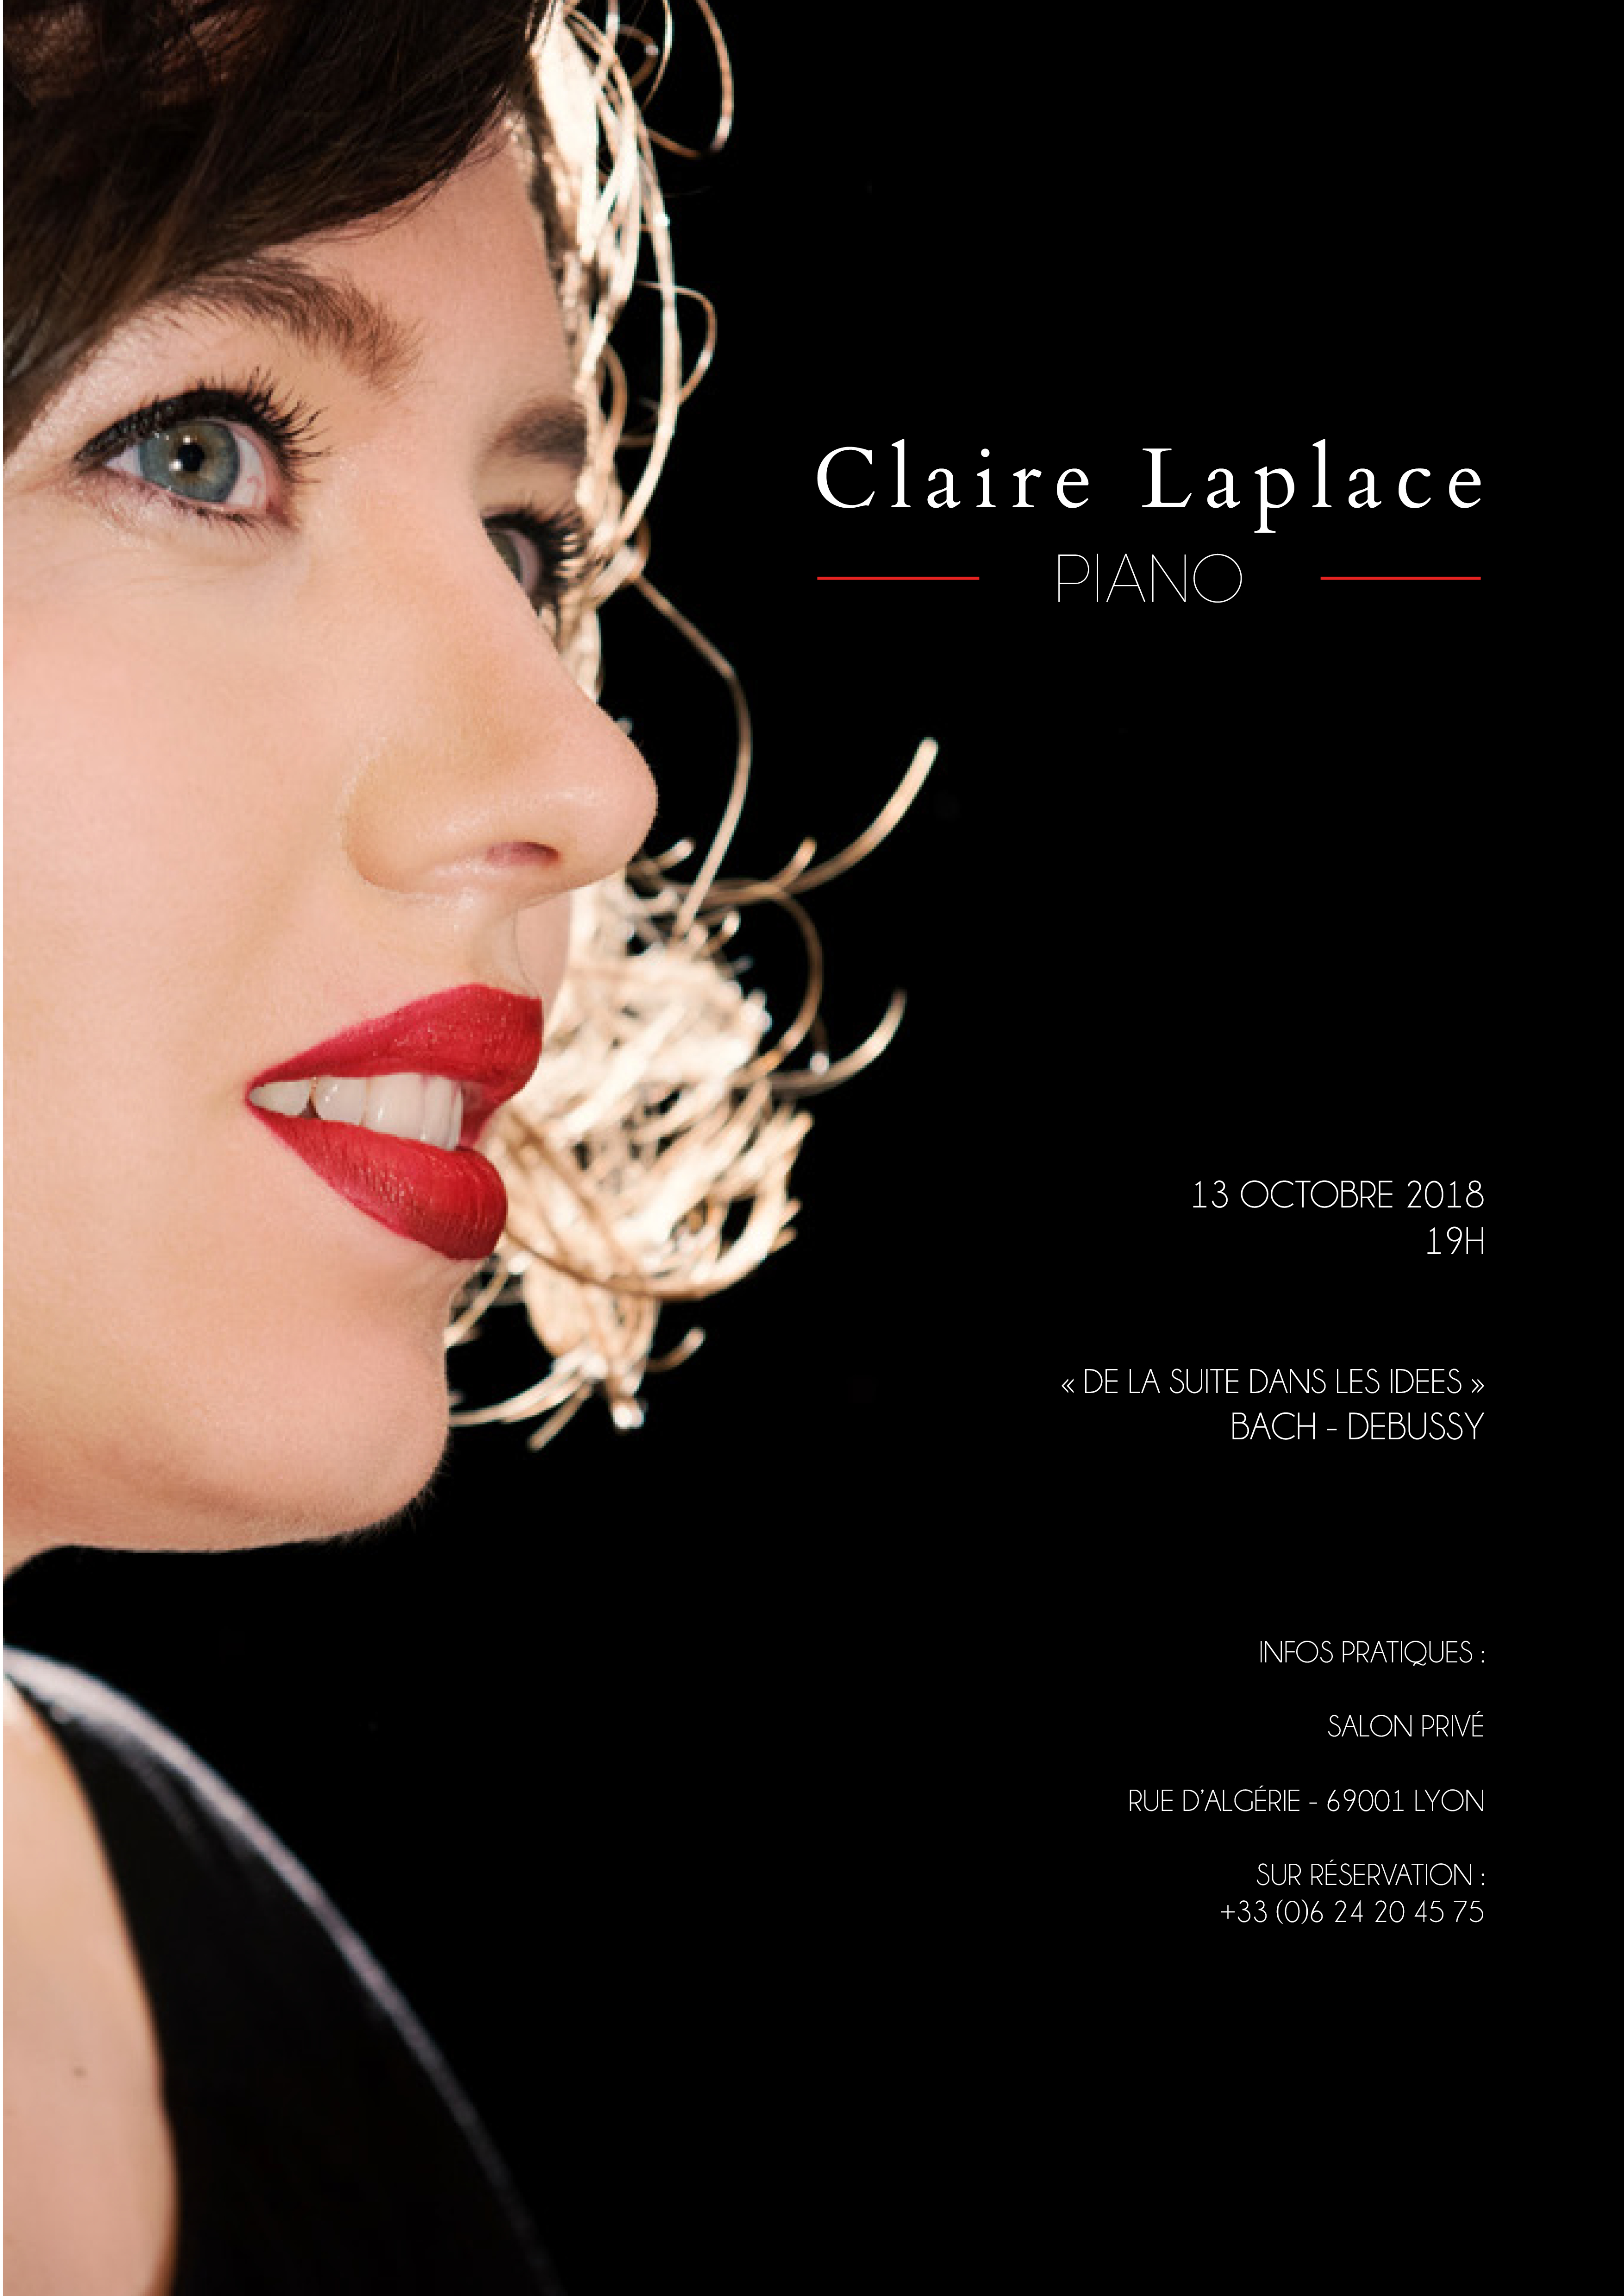 Claire Laplace
PIANO
13 OCTOBRE 2018
19H
« DE LA SUITE DANS LES IDEES »
BACH - DEBUSSY
INFOS PRATIQUES :
SALON PRIVÉ
RUE D'ALGÉRIE - 69001 LYON
SUR RÉSERVATION :
+33 (0)6 24 20 45 75